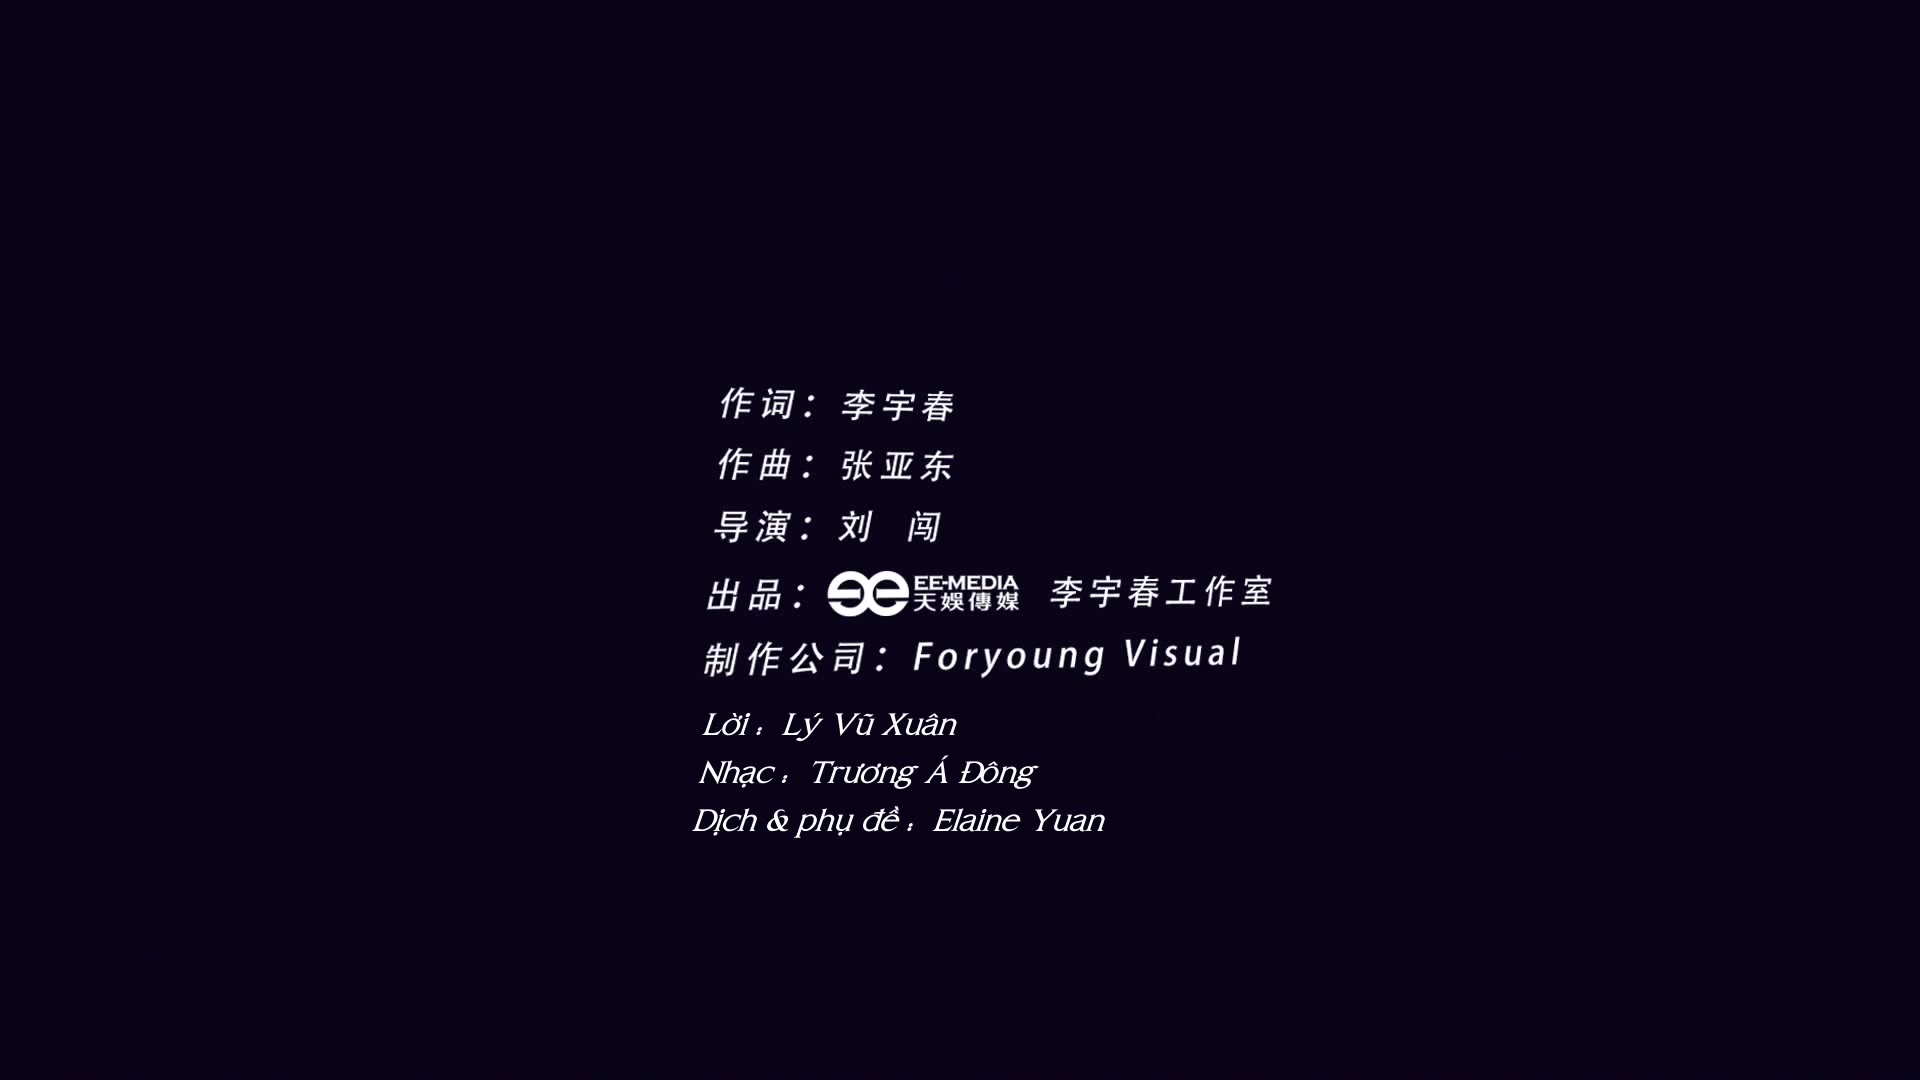 作词：李宇春
作曲：张亚东
导演：刘 闯
出品：EE-MEDIA 天娛傳媒 李宇春工作室
制作公司：Foryoung Visual
Lời : Lý Vũ Xuân
Nhạc : Trương Á Đông
Dịch & phụ đề : Elaine Yuan